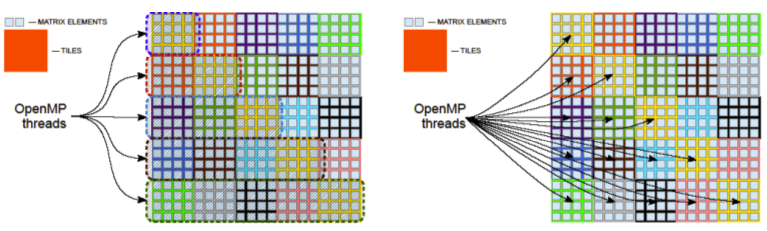 — MATRIX ELEMENTS
— TILES
OpenMP
threads
— MATRIX ELEMENTS
— TILES
OpenMP
threads